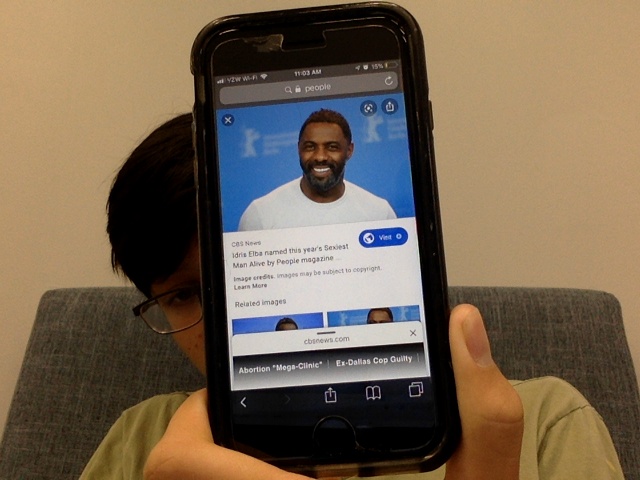 VZW Wi-Fi 11:03 AM 15%
people
CBS News
Visit
Idris Elba named this year's Sexiest
Man Alive by People magazine ...
Image credits. Images may be subject to copyright.
Learn More
Related images
cbsnews.com
Abortion "Mega-Clinic" | Ex-Dallas Cop Guilty